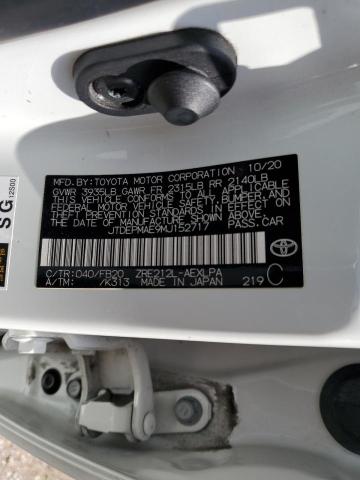 MFD. BY: TOYOTA MOTOR CORPORATION 10/20
GVWR 3935LB GAWR FR 2315LB RR 2140LB
THIS VEHICLE CONFORMS TO ALL APPLICABLE
FEDERAL MOTOR VEHICLE SAFETY, BUMPER, AND
THEFT PREVENTION STANDARDS IN EFFECT ON THE
DATE OF MANUFACTURE SHOWN ABOVE.
JTDEPMAE9MJ152717 PASS.CAR
C/TR:040/FB20 ZRE212L-AEXLPA
A/TM: /K313 MADE IN JAPAN 219 C
SG 12S00